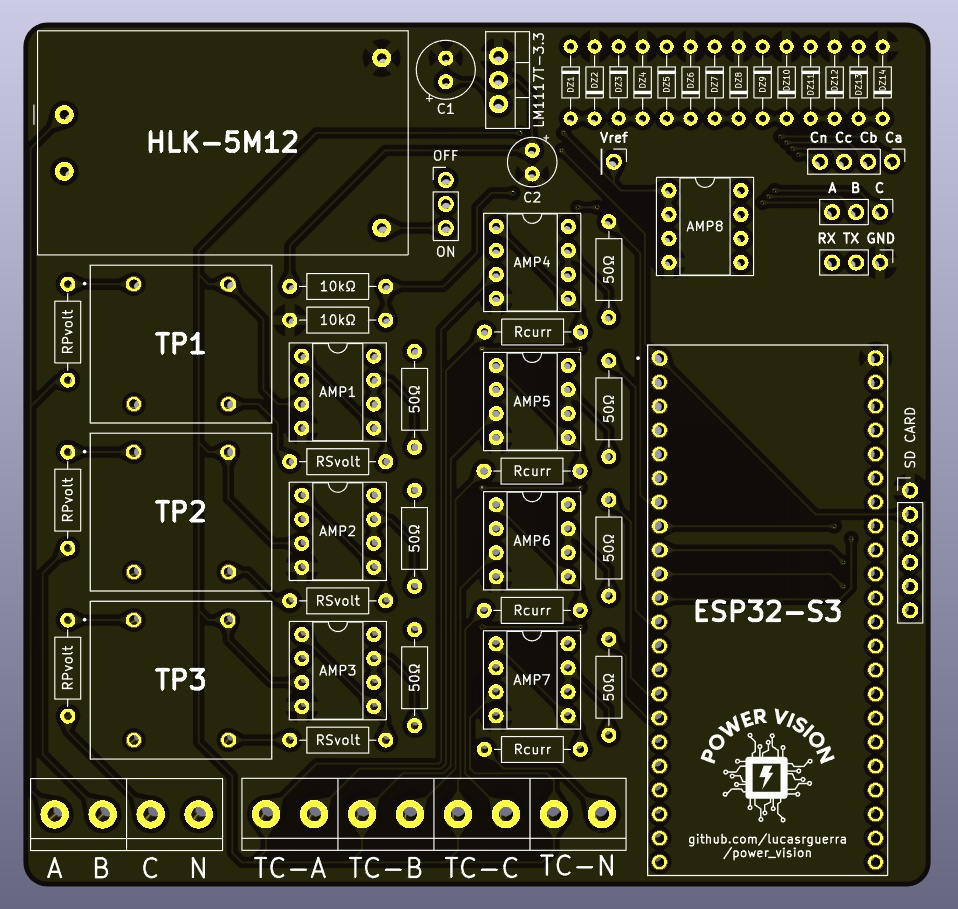 HLK-5M12
C1
+
LM1117T-3.3
+
C2
OFF
ON
DZ1
DZ2
DZ3
DZ4
DZ5
DZ6
DZ7
DZ8
DZ9
DZ10
DZ11
DZ12
DZ13
DZ14
Vref
Cn Cc Cb Ca
A B C
RX TX GND
AMP8
AMP4
50Ω
10kΩ
10kΩ
Rcurr
RPvolt
TP1
AMP1
50Ω
AMP5
50Ω
RSvolt
Rcurr
SD CARD
RPvolt
TP2
AMP2
50Ω
AMP6
50Ω
RSvolt
Rcurr
ESP32-S3
RPvolt
TP3
AMP3
50Ω
AMP7
50Ω
RSvolt
Rcurr
POWER VISION
github.com/lucasrguerra
/power_vision
A B C N
TC-A TC-B TC-C TC-N